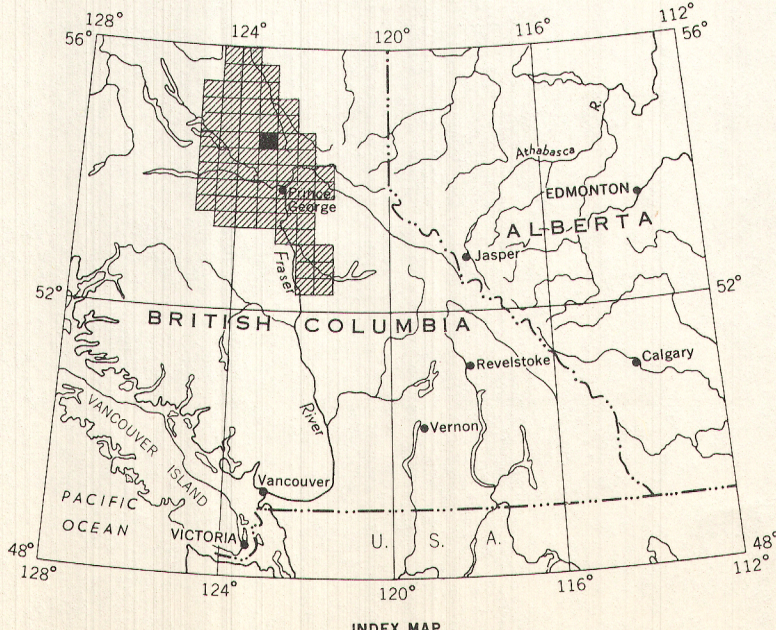 128° 124° 120° 116° 112°
56° 56°
R.
Athabasca
Prince
George
EDMONTON
ALBERTA
Jasper
Fraser
52° 52°
BRITISH COLUMBIA
Revelstoke
Calgary
River
Vernon
VANCOUVER ISLAND
Vancouver
PACIFIC
OCEAN
VICTORIA
U. S. A.
48° 48°
128° 124° 120° 116° 112°
INDEX MAP